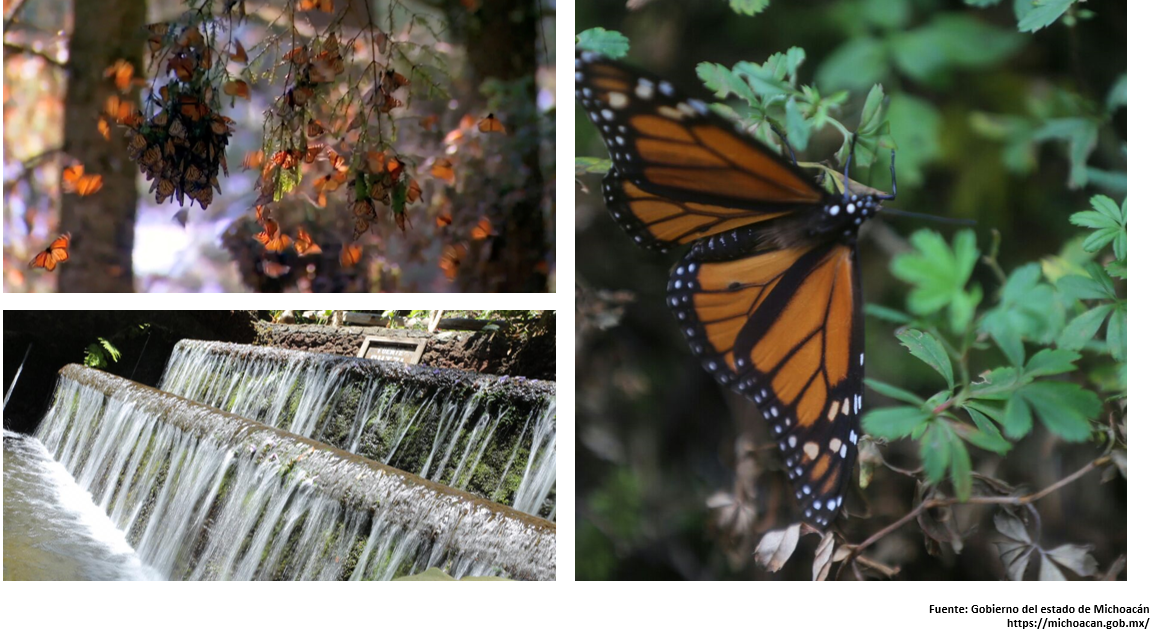 Fuente: Gobierno del estado de Michoacán
https://michoacan.gob.mx/